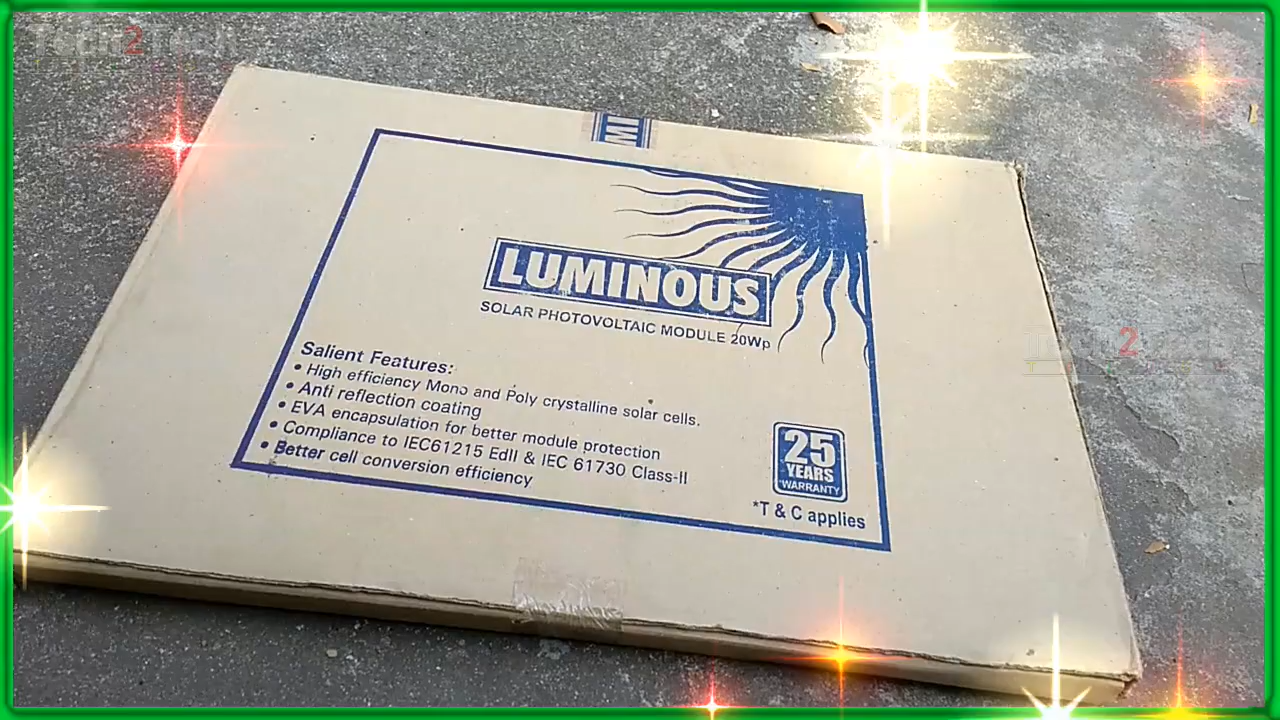 Tech2Tech
LUMINOUS
SOLAR PHOTOVOLTAIC MODULE 20Wp
Salient Features:
• High efficiency Mono and Poly crystalline solar cells.
• Anti reflection coating
• EVA encapsulation for better module protection
• Compliance to IEC61215 EdII & IEC 61730 Class-II
• Better cell conversion efficiency
25
YEARS
WARRANTY
*T & C applies
Tech2Tech